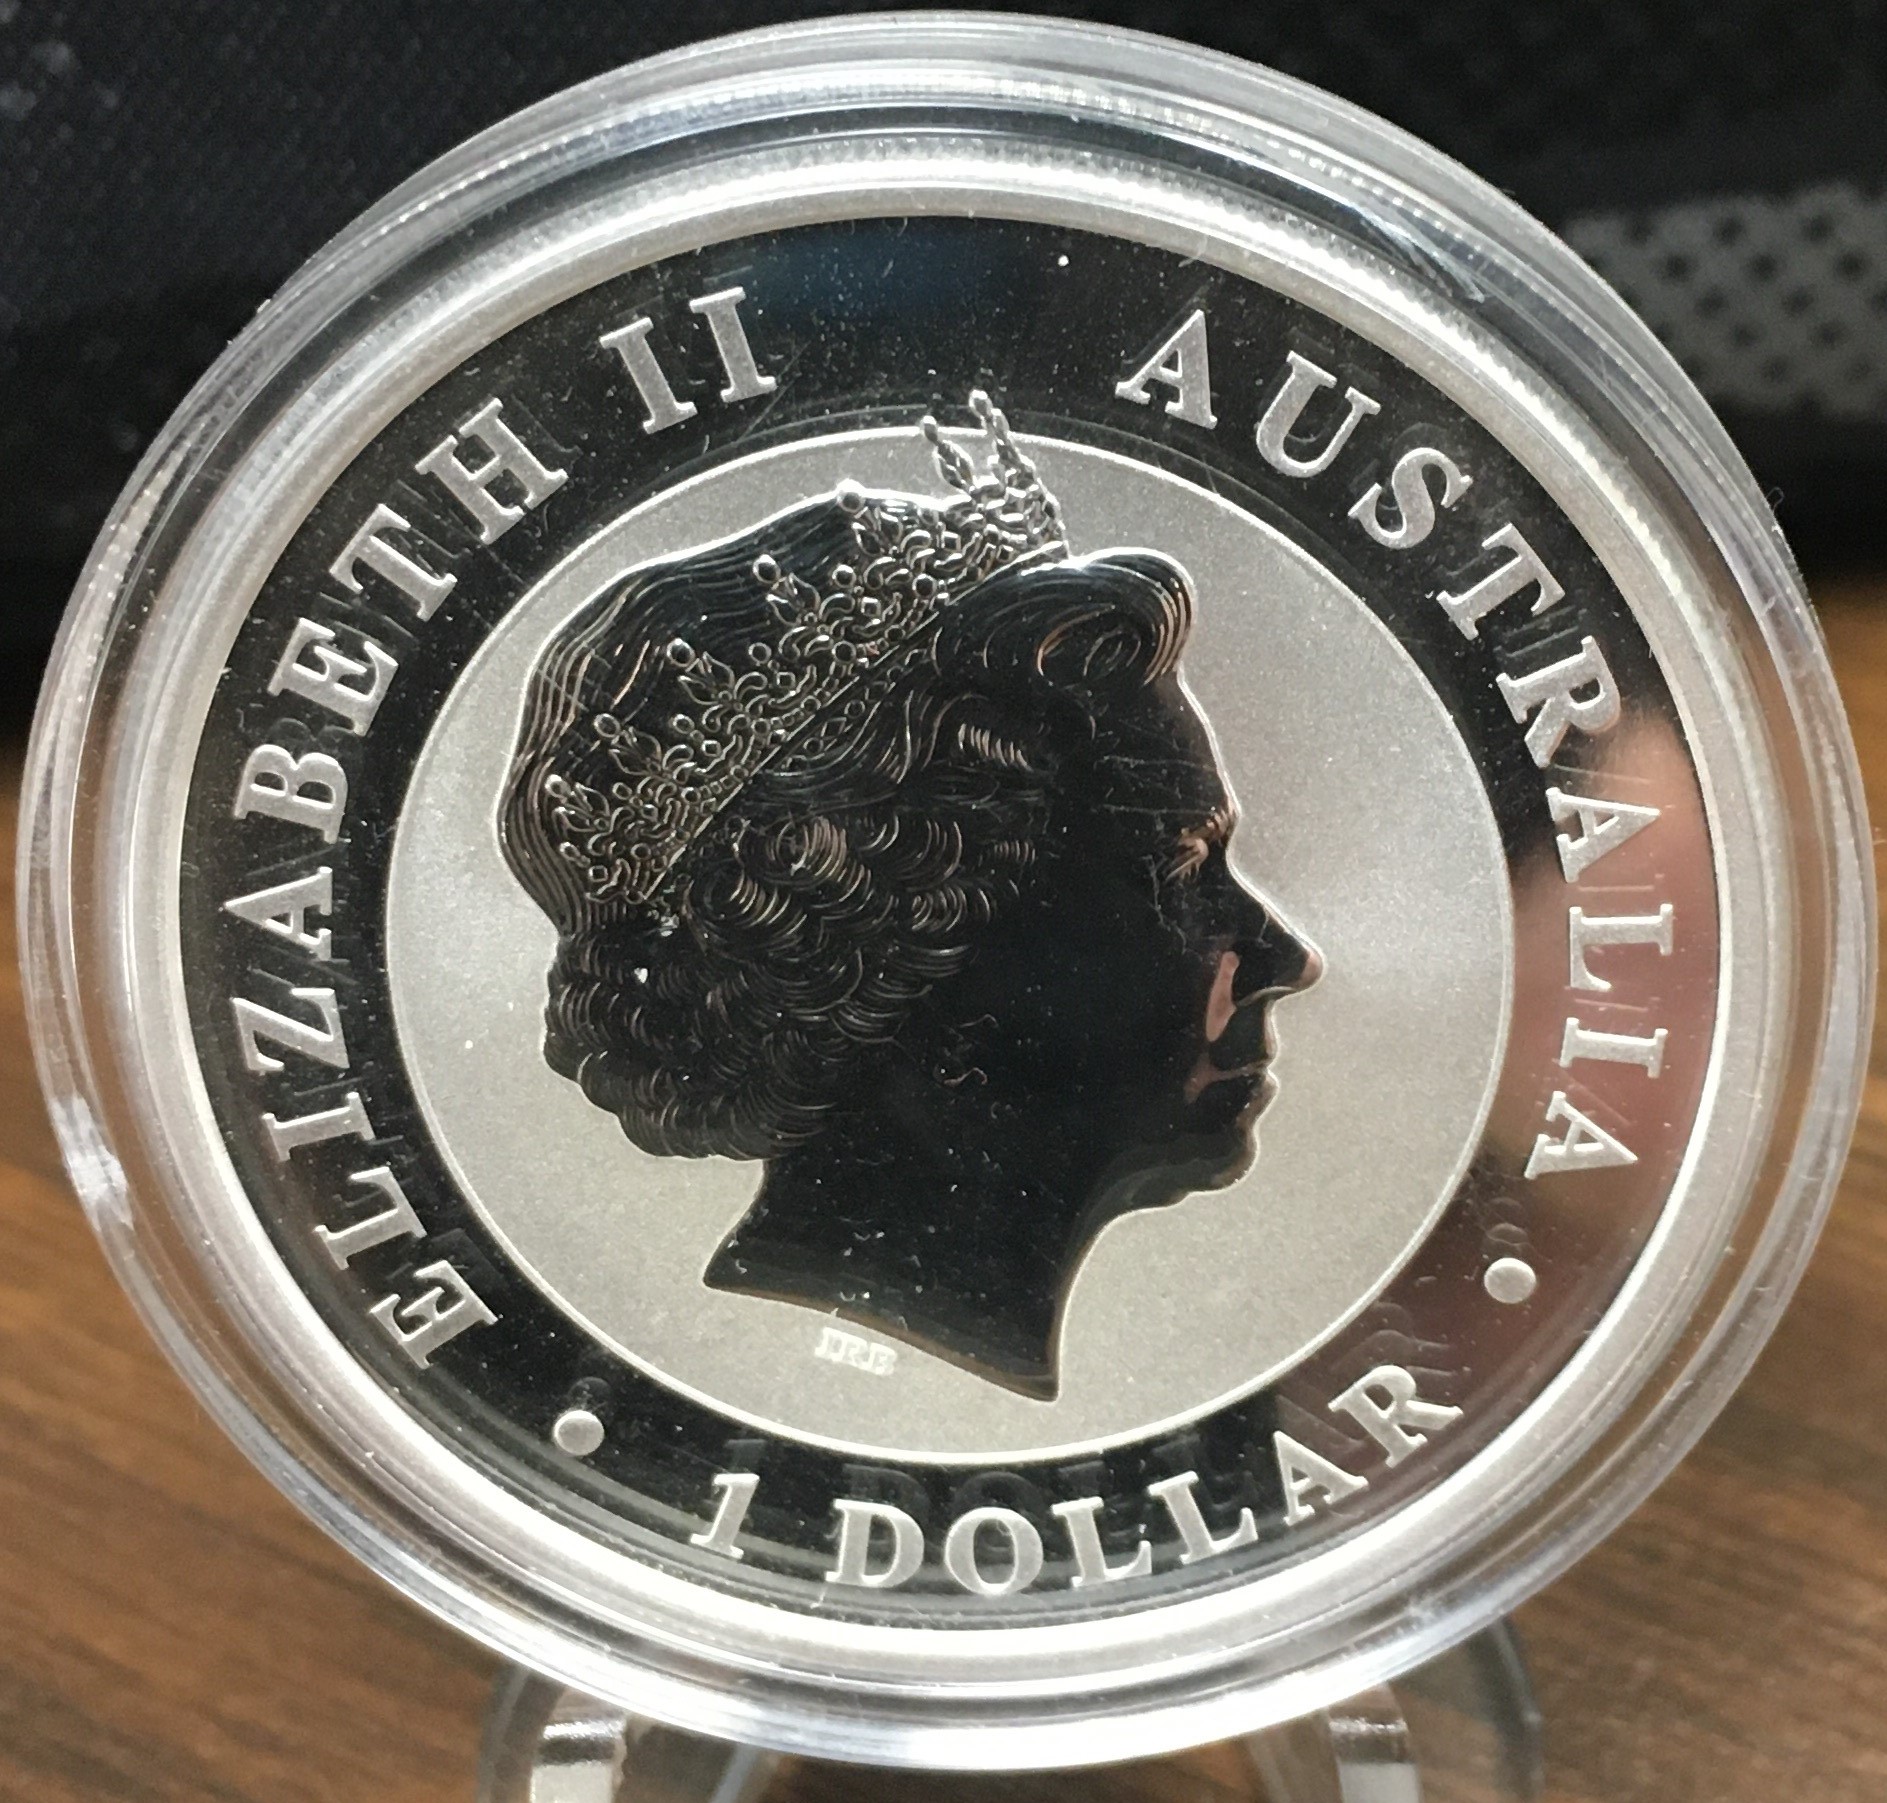 ELIZABETH II AUSTRALIA
• 1 DOLLAR •
IRB